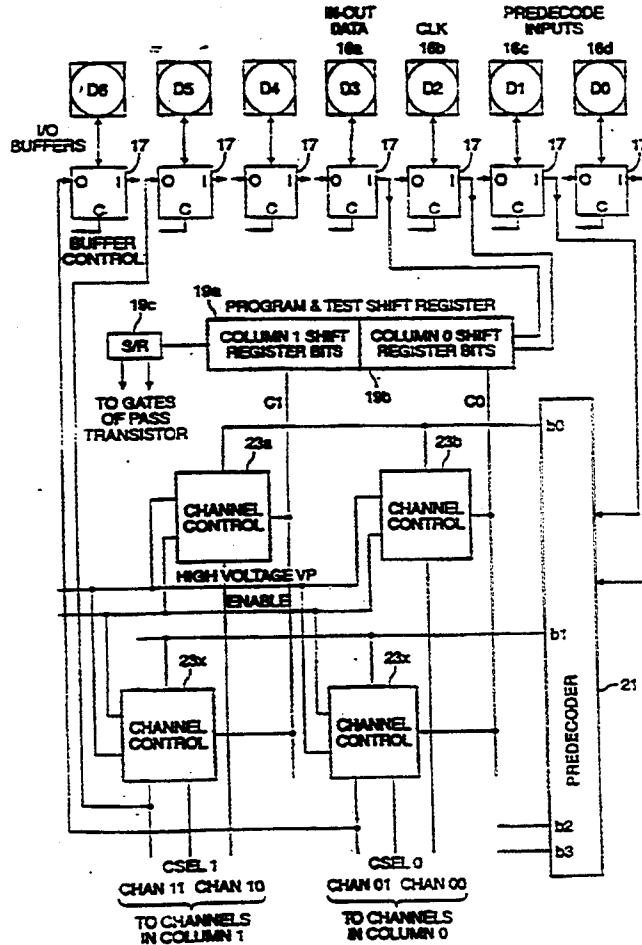 IN-OUT DATA 16a
CLK 16b
PREDECODE INPUTS
16c 16d
D6 D5 D4 D3 D2 D1 D0
I/O BUFFERS
17 17 17 17 17 17 17
O I O I O I O I O I O I O I
C C C C C C C
BUFFER CONTROL
19a
PROGRAM & TEST SHIFT REGISTER
19c
S/R
COLUMN 1 SHIFT REGISTER BITS
COLUMN 0 SHIFT REGISTER BITS
19b
TO GATES OF PASS TRANSISTOR
C1 C0
b0
23a 23b
CHANNEL CONTROL
CHANNEL CONTROL
HIGH VOLTAGE VP
ENABLE
b1
23x 23x
CHANNEL CONTROL
CHANNEL CONTROL
PREDECODER
21
b2
b3
CSEL 1 CSEL 0
CHAN 11 CHAN 10 CHAN 01 CHAN 00
TO CHANNELS IN COLUMN 1
TO CHANNELS IN COLUMN 0